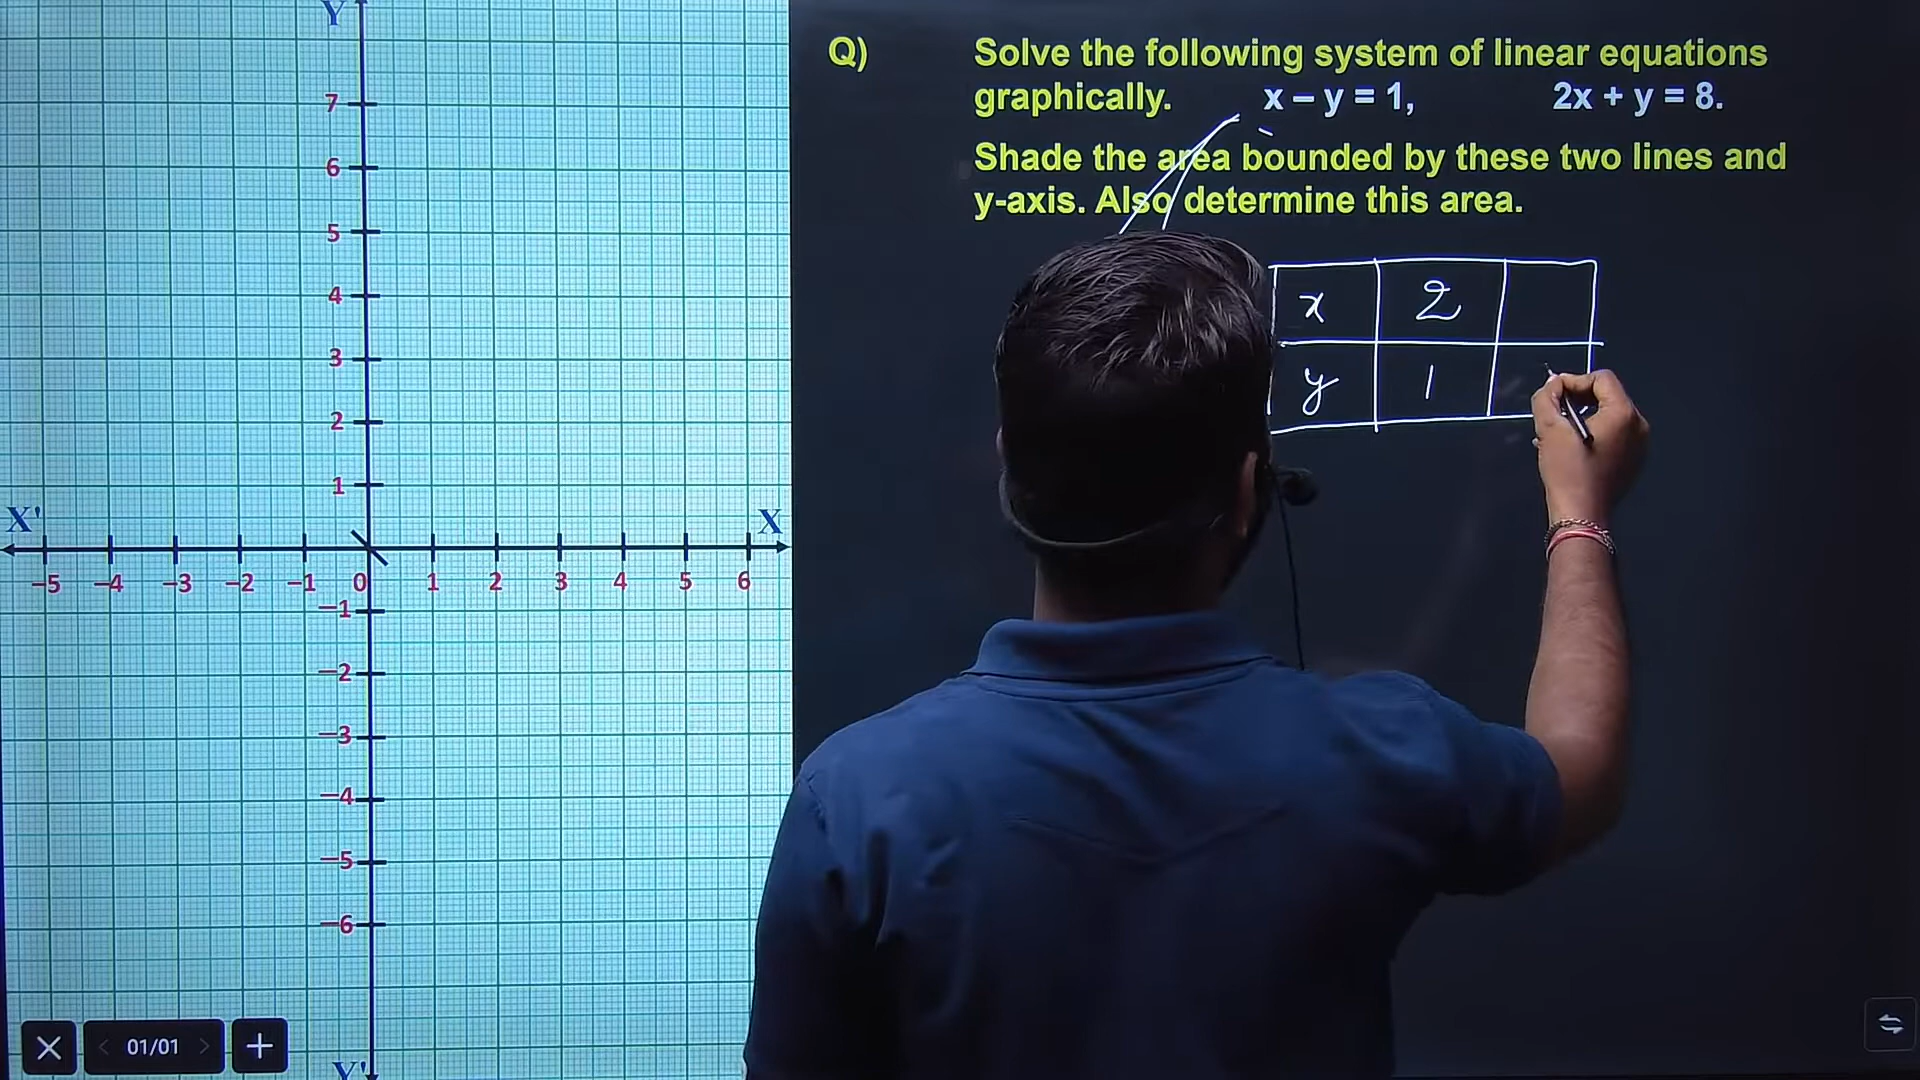 Y
7
6
5
4
3
2
1
X' X
–5 –4 –3 –2 –1 0 1 2 3 4 5 6
–1
–2
–3
–4
–5
–6
Y'
01/01
Q) Solve the following system of linear equations
graphically. x – y = 1, 2x + y = 8.
Shade the area bounded by these two lines and
y-axis. Also determine this area.
x 2
y 1